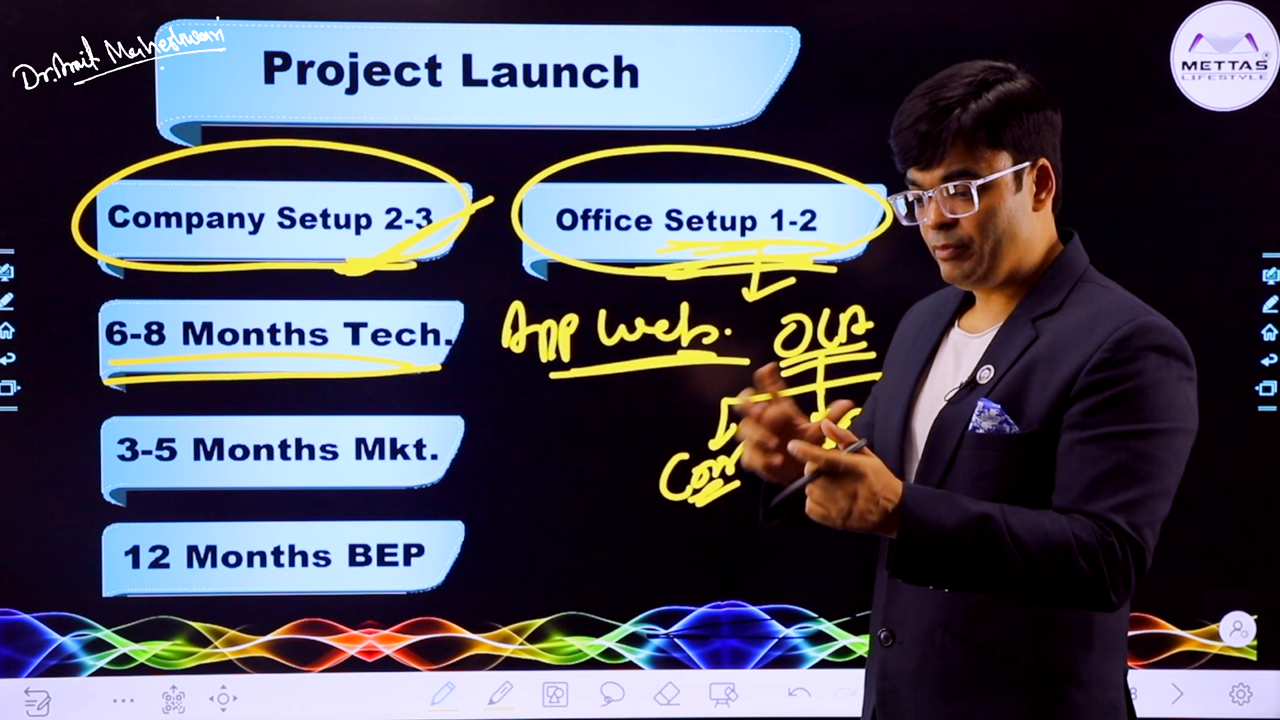 Dr. Amit Maheshwari
Project Launch
METTAS
LIFESTYLE
Company Setup 2-3
Office Setup 1-2
6-8 Months Tech.
App Web.
OLA
3-5 Months Mkt.
12 Months BEP